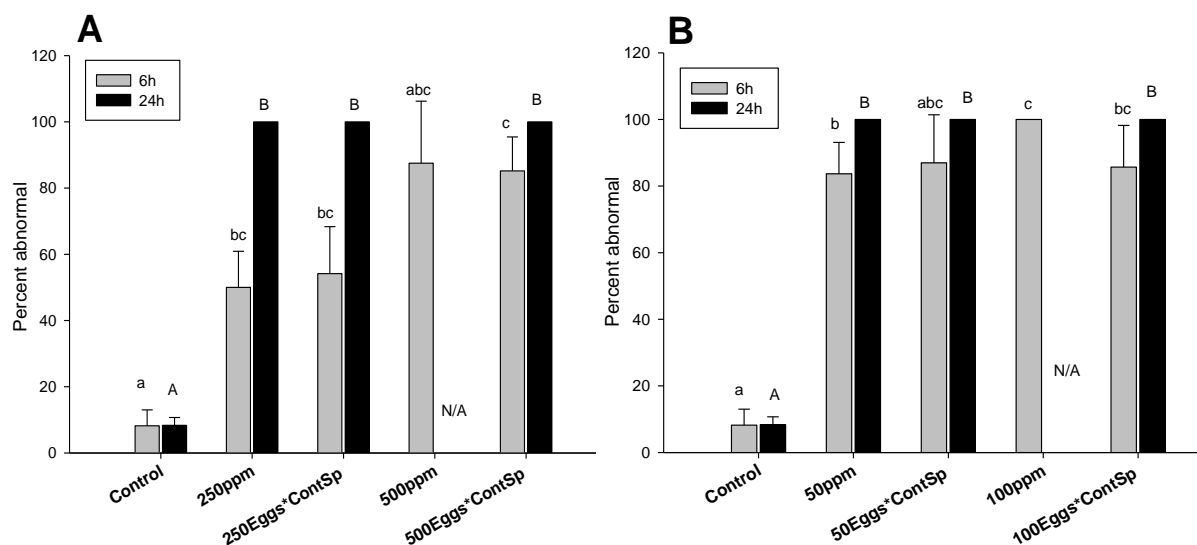 A
120
100
80
60
40
20
0
Percent abnormal
6h
24h
a
A
bc
B
bc
B
abc
N/A
c
B
Control
250ppm
250Eggs*ContSp
500ppm
500Eggs*ContSp
B
120
100
80
60
40
20
0
Percent abnormal
6h
24h
a
A
b
B
abc
B
c
N/A
bc
B
Control
50ppm
50Eggs*ContSp
100ppm
100Eggs*ContSp